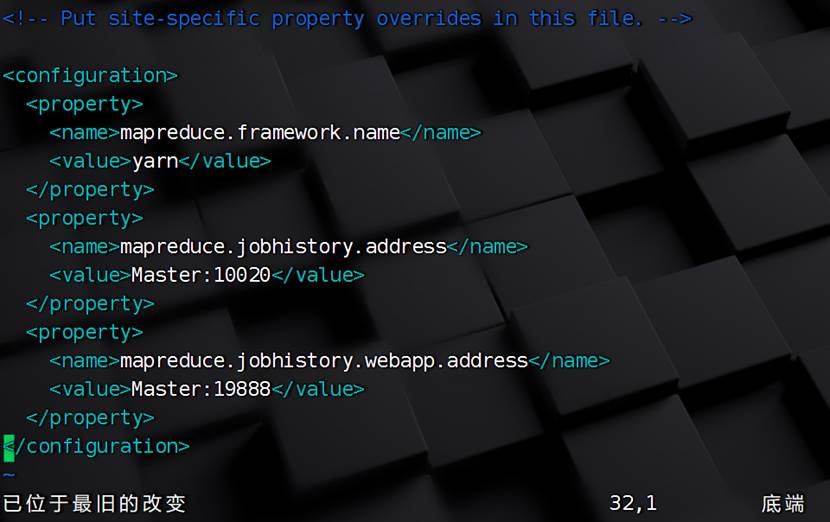 <!-- Put site-specific property overrides in this file. -->
<configuration>
  <property>
    <name>mapreduce.framework.name</name>
    <value>yarn</value>
  </property>
  <property>
    <name>mapreduce.jobhistory.address</name>
    <value>Master:10020</value>
  </property>
  <property>
    <name>mapreduce.jobhistory.webapp.address</name>
    <value>Master:19888</value>
  </property>
</configuration>
~
已位于最旧的改变 32,1 底端